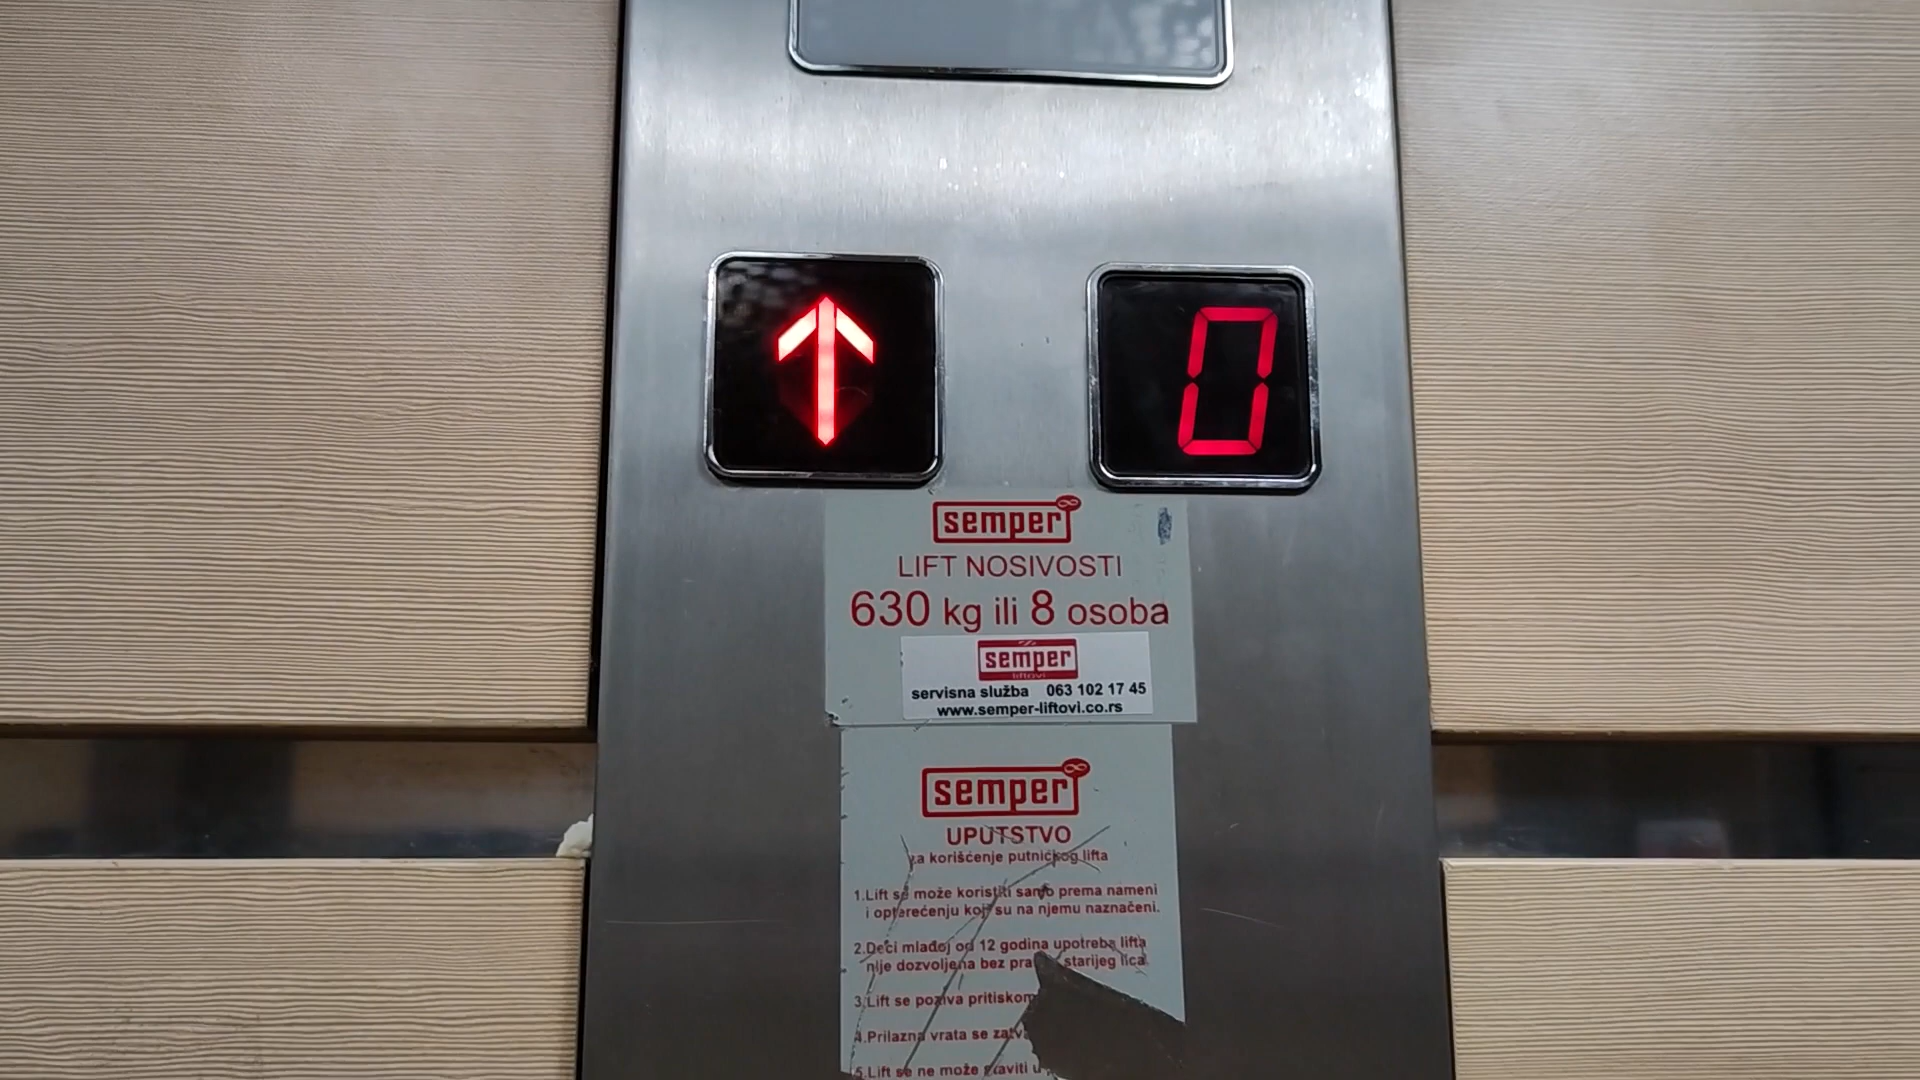 0
semper
LIFT NOSIVOSTI
630 kg ili 8 osoba
semper
liftovi
servisna služba 063 102 17 45
www.semper-liftovi.co.rs
semper
UPUTSTVO
za korišćenje putničkog lifta
1.Lift se može koristiti samo prema nameni
i opterećenju koji su na njemu naznačeni.
2.Deci mlađoj od 12 godina upotreba lifta
nije dozvoljena bez starijeg lica.
3.Lift se poziva pritiskom
4.Prilazna vrata se
5.Lift se ne može staviti u